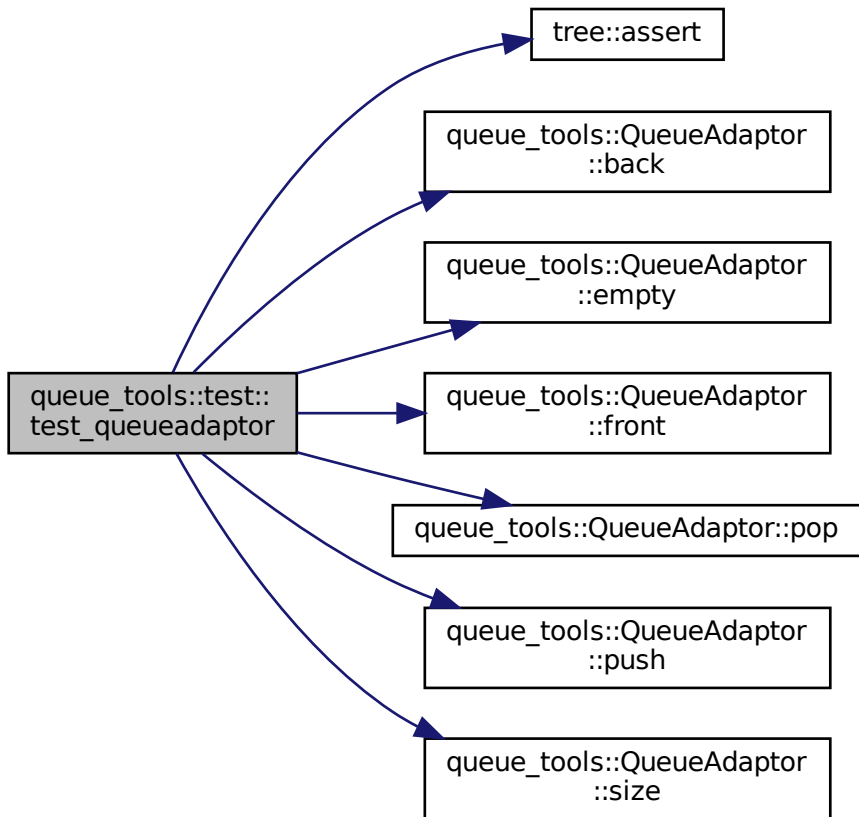 tree::assert
queue_tools::QueueAdaptor
::back
queue_tools::QueueAdaptor
::empty
queue_tools::test::
test_queueadaptor
queue_tools::QueueAdaptor
::front
queue_tools::QueueAdaptor::pop
queue_tools::QueueAdaptor
::push
queue_tools::QueueAdaptor
::size